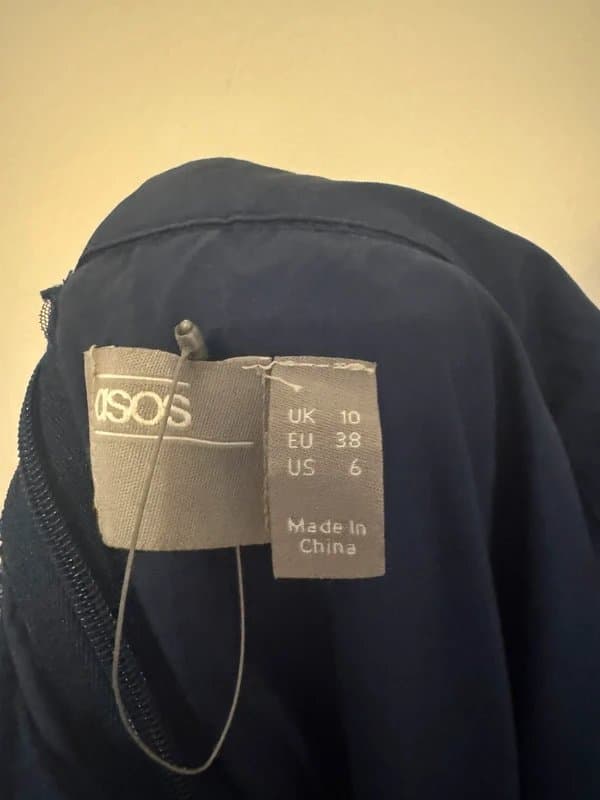 asos
UK 10
EU 38
US 6
Made In
China